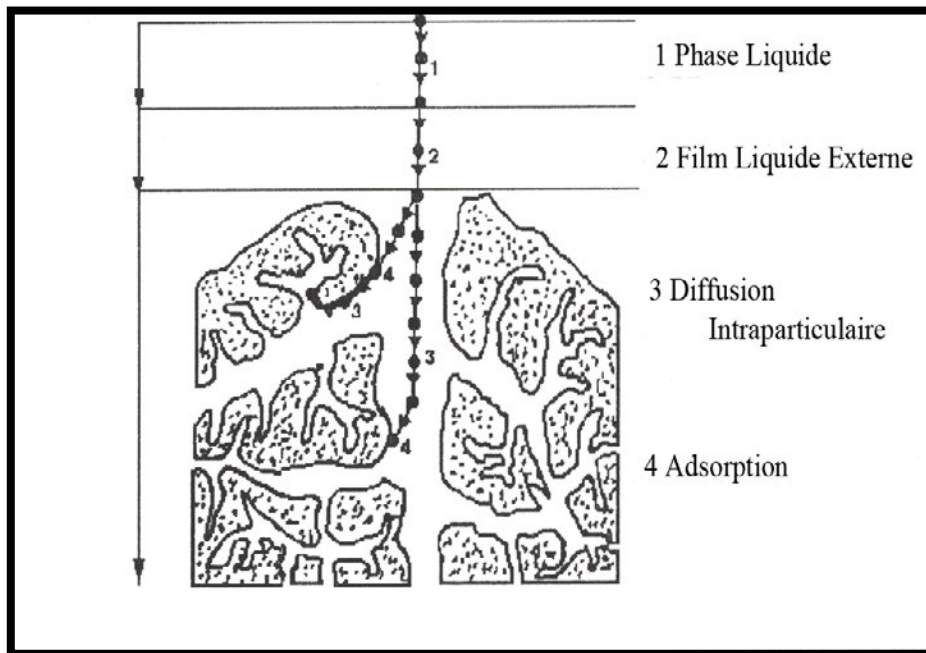 1 Phase Liquide
1
2 Film Liquide Externe
2
4
3
3 Diffusion
Intraparticulaire
3
4
4 Adsorption